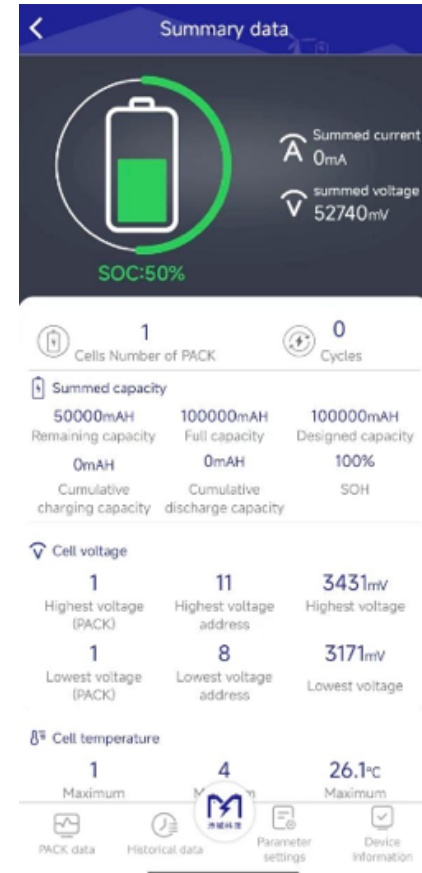 Summary data
Summed current
0mA
summed voltage
52740mV
SOC:50%
1
Cells Number of PACK
0
Cycles
Summed capacity
50000mAH 100000mAH 100000mAH
Remaining capacity Full capacity Designed capacity
0mAH 0mAH 100%
Cumulative charging capacity Cumulative discharge capacity SOH
Cell voltage
1 11 3431mV
Highest voltage (PACK) Highest voltage address Highest voltage
1 8 3171mV
Lowest voltage (PACK) Lowest voltage address Lowest voltage
Cell temperature
1 4 26.1°C
Maximum Maximum
PACK data Historical data Parameter settings Device Information